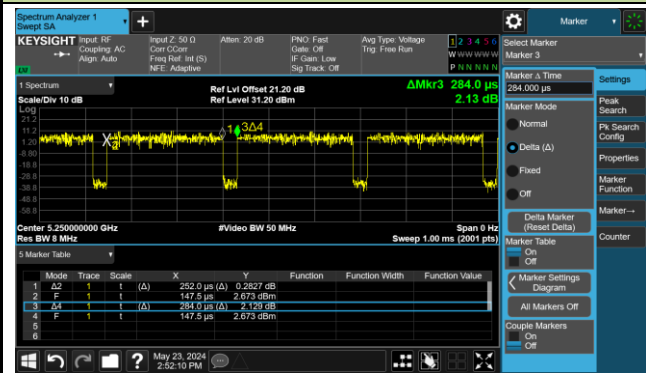 Spectrum Analyzer 1
Swept SA
Marker
KEYSIGHT
Input: RF
Coupling: AC
Align: Auto
Input Z: 50 Ω
Corr CCorr
Freq Ref: Int (S)
NFE: Adaptive
Atten: 20 dB
PNO: Fast
Gate: Off
IF Gain: Low
Sig Track: Off
Avg Type: Voltage
Trig: Free Run
1 2 3 4 5 6
W W W W W W
P N N N N N
Select Marker
Marker 3
1 Spectrum
Scale/Div 10 dB
Ref Lvl Offset 21.20 dB
Ref Level 31.20 dBm
ΔMkr3 284.0 µs
2.13 dB
Log
21.2
11.2
1.20
-8.80
-18.8
-28.8
-38.8
-48.8
-58.8
X2
1
3Δ4
Center 5.250000000 GHz
Res BW 8 MHz
#Video BW 50 MHz
Span 0 Hz
Sweep 1.00 ms (2001 pts)
5 Marker Table
Mode Trace Scale X Y Function Function Width Function Value
1 Δ2 1 t (Δ) 252.0 µs (Δ) 0.2827 dB
2 F 1 t 147.5 µs 2.673 dBm
3 Δ4 1 t (Δ) 284.0 µs (Δ) 2.129 dB
4 F 1 t 147.5 µs 2.673 dBm
5
6
May 23, 2024
2:52:10 PM
Marker Δ Time
284.000 µs
Marker Mode
Normal
Delta (Δ)
Fixed
Off
Delta Marker
(Reset Delta)
Marker Table
On
Off
Marker Settings
Diagram
All Markers Off
Couple Markers
On
Off
Settings
Peak
Search
Pk Search
Config
Properties
Marker
Function
Marker→
Counter